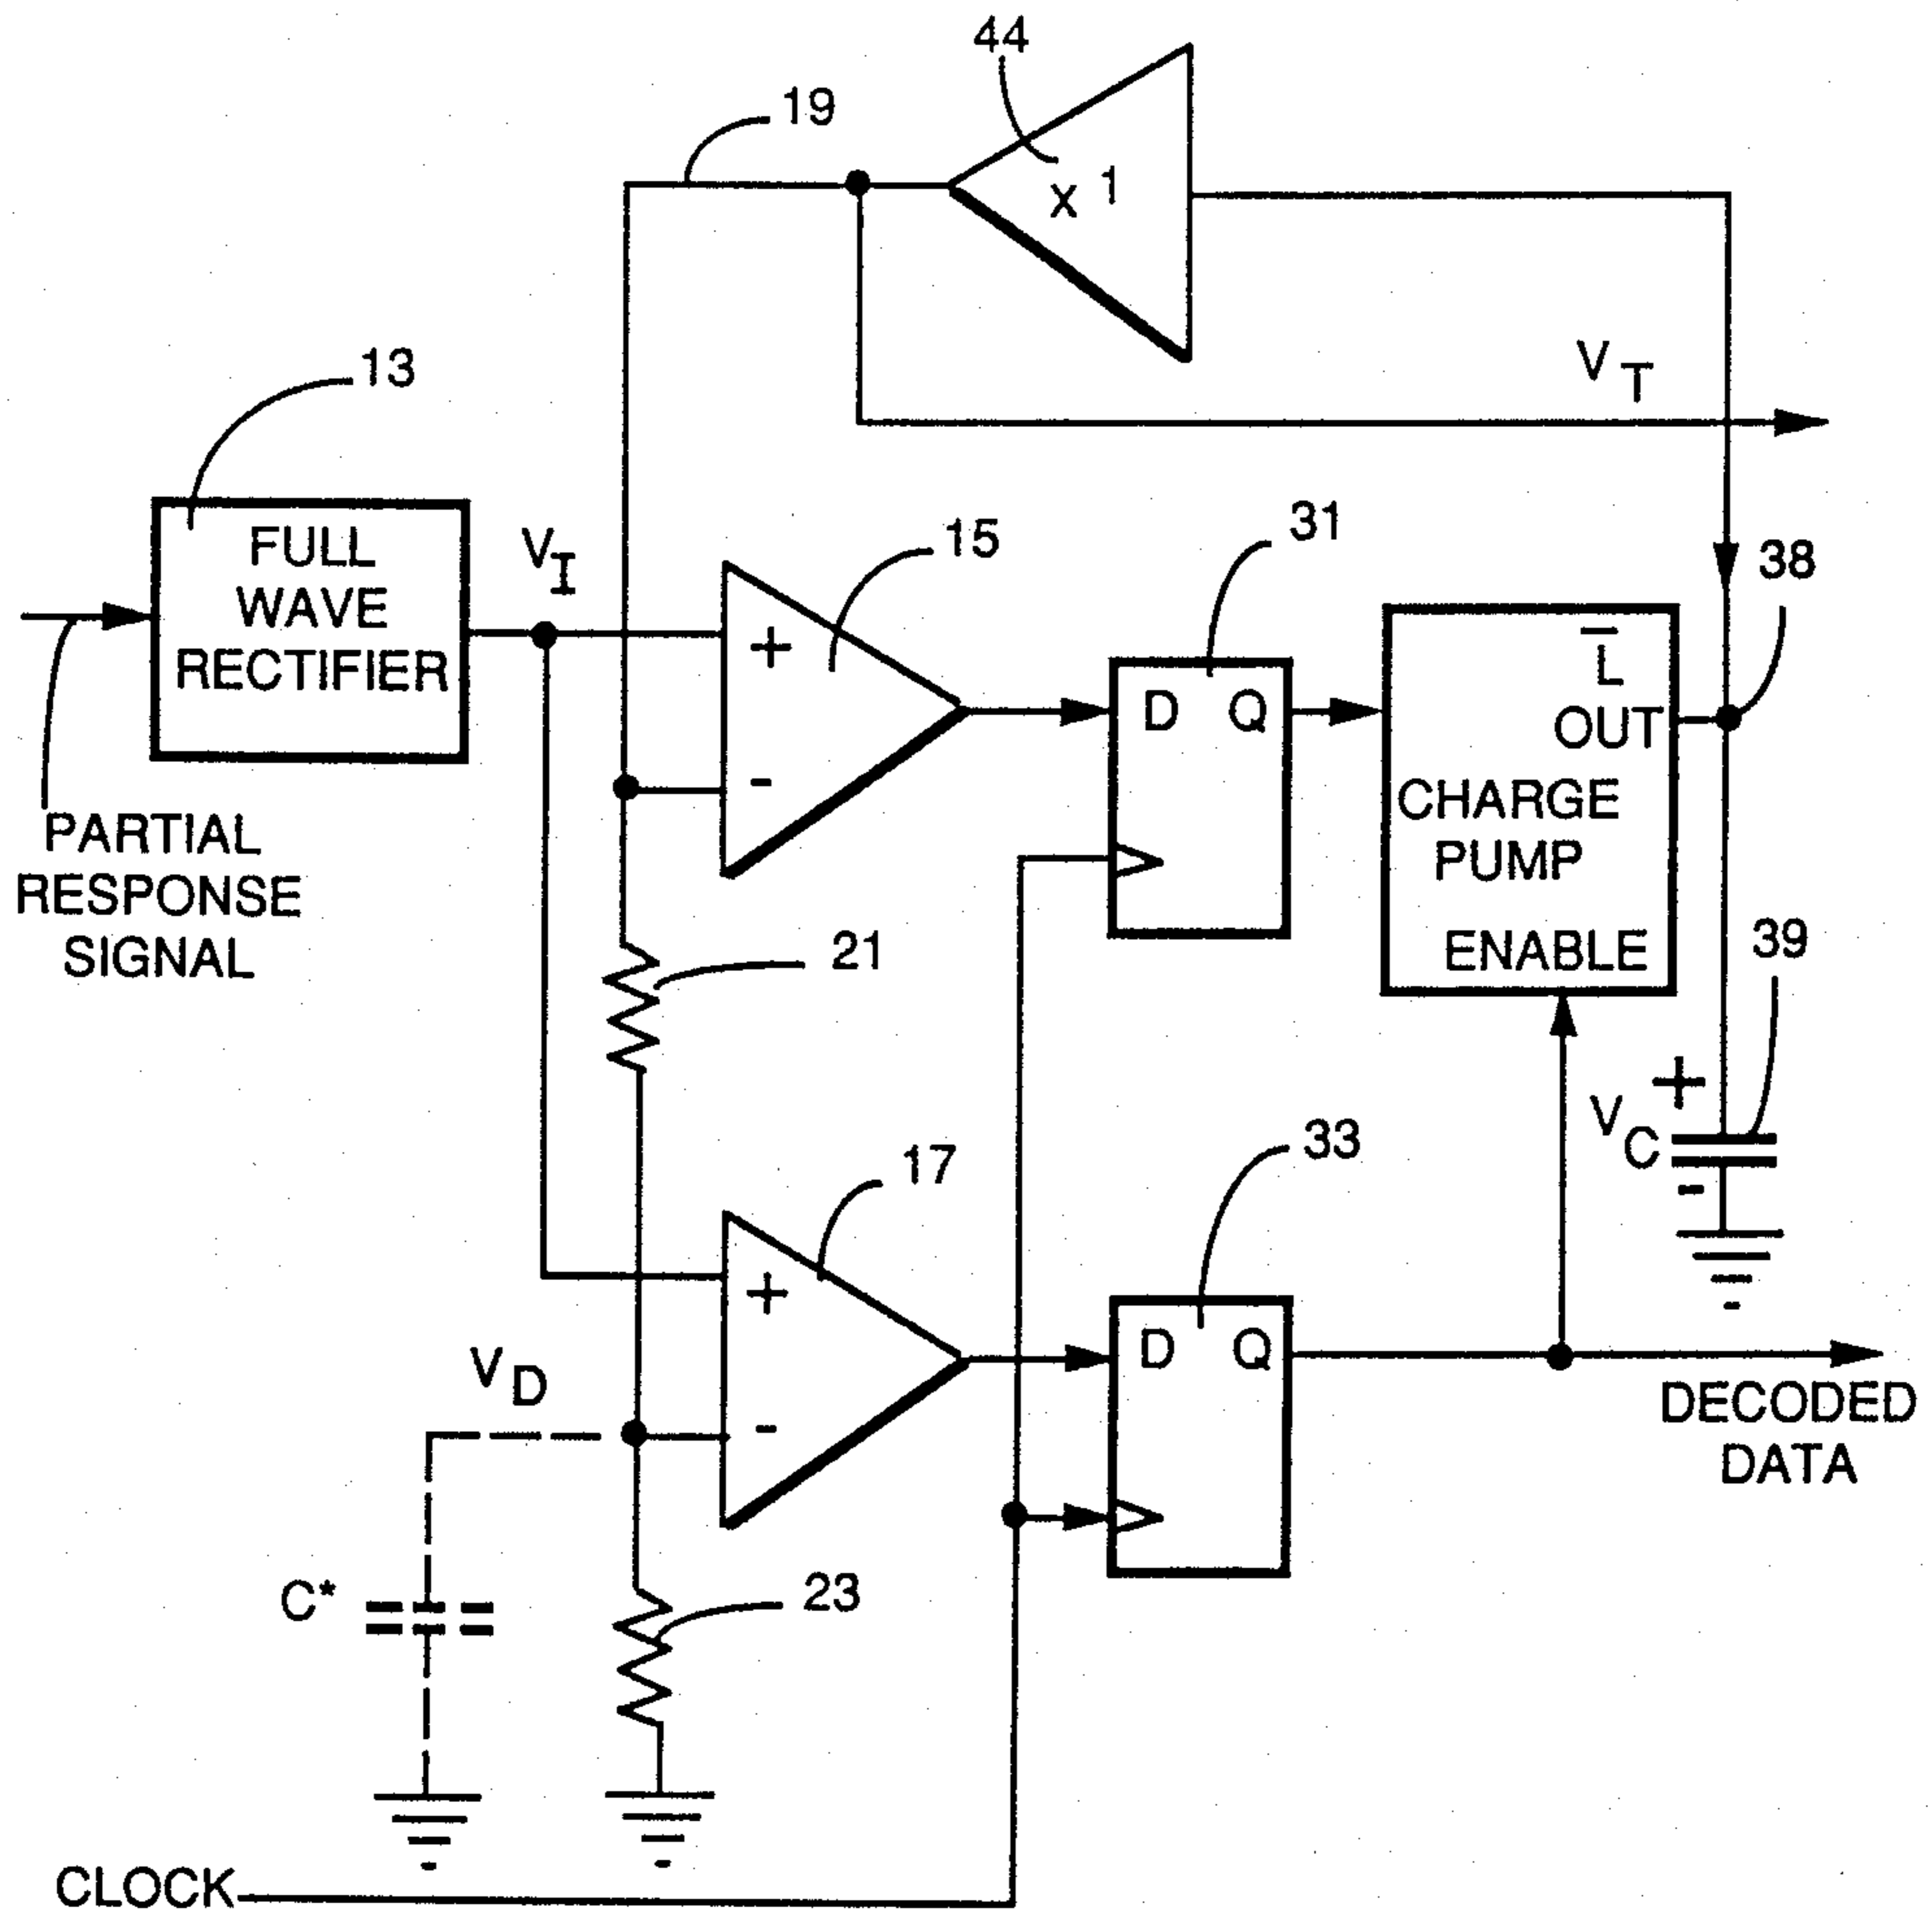 44
19
x 1
V T
13
FULL
WAVE
RECTIFIER
V I
15
31
38
+
-
D Q
L̅
OUT
CHARGE
PUMP
ENABLE
PARTIAL
RESPONSE
SIGNAL
21
39
+
V C
-
17
33
+
-
D Q
V D
DECODED
DATA
C*
23
CLOCK